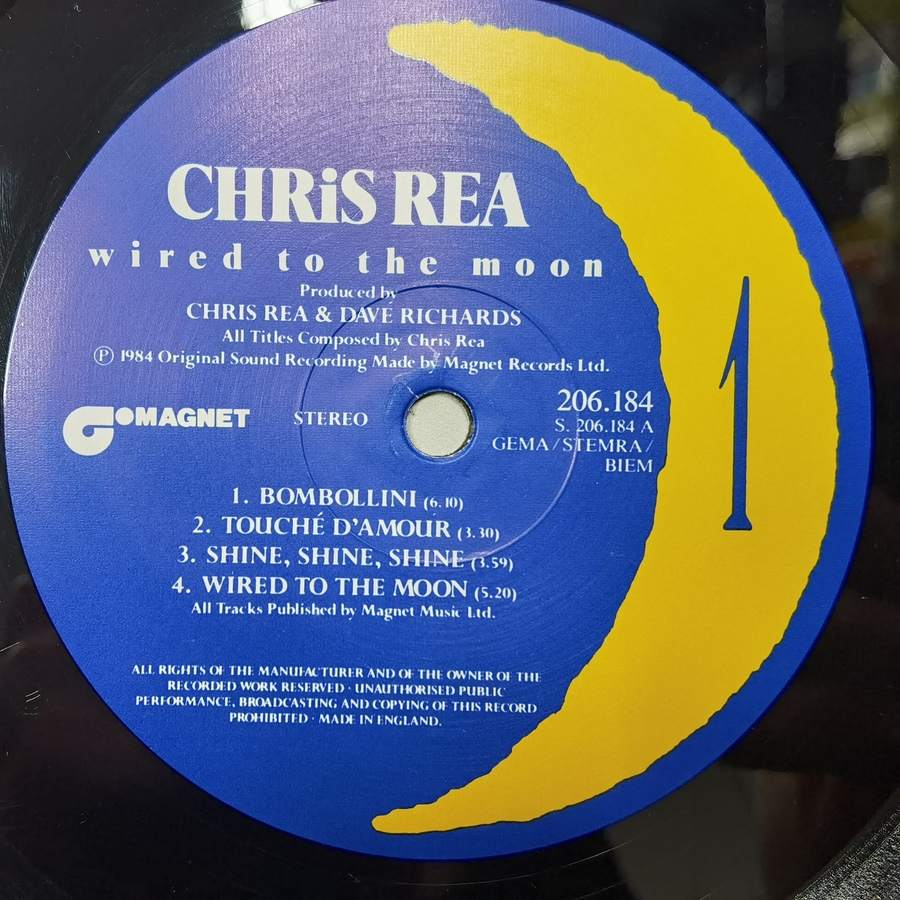 CHRiS REA
wired to the moon
Produced by
CHRIS REA & DAVE RICHARDS
All Titles Composed by Chris Rea
Ⓟ 1984 Original Sound Recording Made by Magnet Records Ltd.
MAGNET
STEREO
206.184
S. 206.184 A
GEMA/STEMRA/
BIEM
1
1. BOMBOLLINI (6.10)
2. TOUCHÉ D'AMOUR (3.30)
3. SHINE, SHINE, SHINE (3.59)
4. WIRED TO THE MOON (5.20)
All Tracks Published by Magnet Music Ltd.
ALL RIGHTS OF THE MANUFACTURER AND OF THE OWNER OF THE
RECORDED WORK RESERVED · UNAUTHORISED PUBLIC
PERFORMANCE, BROADCASTING AND COPYING OF THIS RECORD
PROHIBITED · MADE IN ENGLAND.